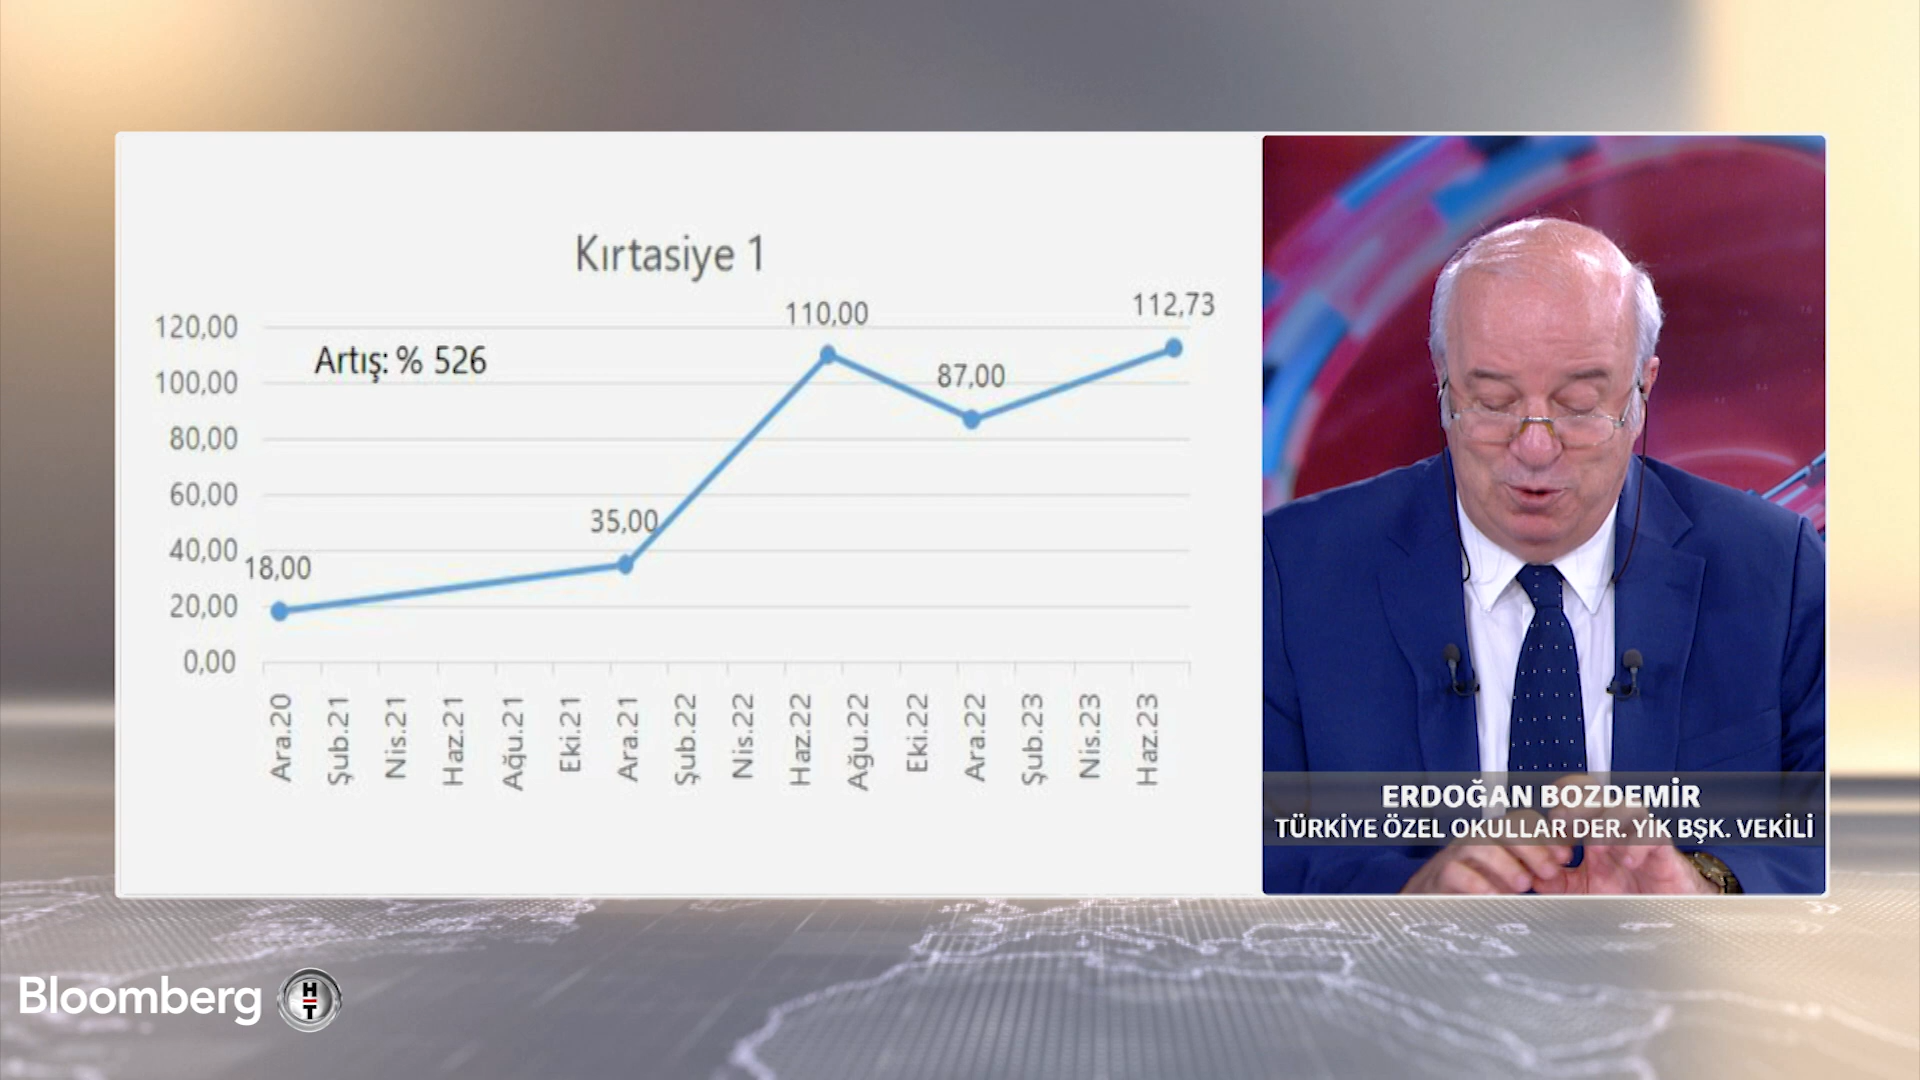 Kırtasiye 1
Artış: % 526
120,00
100,00
80,00
60,00
40,00
20,00
0,00
18,00
35,00
110,00
87,00
112,73
Ara.20
Şub.21
Nis.21
Haz.21
Ağu.21
Eki.21
Ara.21
Şub.22
Nis.22
Haz.22
Ağu.22
Eki.22
Ara.22
Şub.23
Nis.23
Haz.23
ERDOĞAN BOZDEMİR
TÜRKİYE ÖZEL OKULLAR DER. YİK BŞK. VEKİLİ
Bloomberg HT